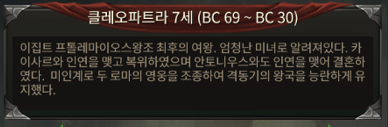 클레오파트라 7세 (BC 69 ~ BC 30)
이집트 프톨레마이오스왕조 최후의 여왕. 엄청난 미녀로 알려져있다. 카
이사르와 인연을 맺고 복위하였으며 안토니우스와도 인연을 맺어 결혼하
였다. 미인계로 두 로마의 영웅을 조종하여 격동기의 왕국을 능란하게 유
지했다.